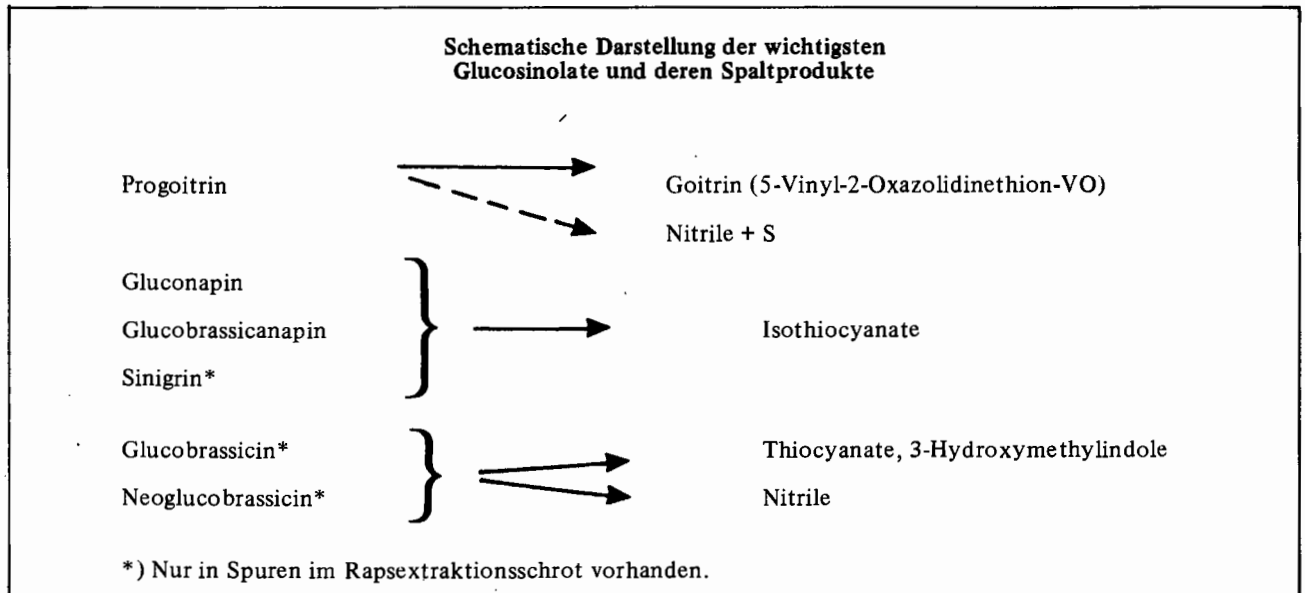 Schematische Darstellung der wichtigsten
Glucosinolate und deren Spaltprodukte
Progoitrin
Goitrin (5-Vinyl-2-Oxazolidinethion-VO)
Nitrile + S
Gluconapin
Glucobrassicanapin
Isothiocyanate
Sinigrin*
Glucobrassicin*
Thiocyanate, 3-Hydroxymethylindole
Neoglucobrassicin*
Nitrile
*) Nur in Spuren im Rapsextraktionsschrot vorhanden.